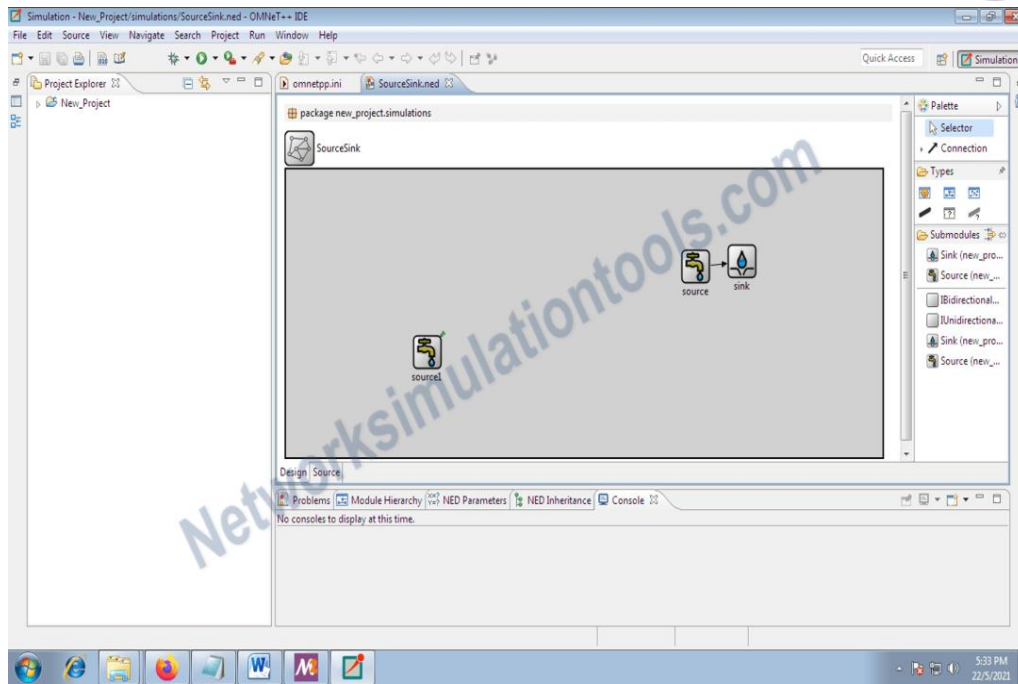 Simulation - New_Project/simulations/SourceSink.ned - OMNeT++ IDE
File Edit Source View Navigate Search Project Run Window Help
Quick Access
Simulation
Project Explorer
New_Project
omnetpp.ini
SourceSink.ned
package new_project.simulations
SourceSink
source
sink
source1
Design Source
Palette
Selector
Connection
Types
Submodules
Sink (new_pro...
Source (new_...
IBidirectional...
IUnidirectiona...
Sink (new_pro...
Source (new_...
Problems Module Hierarchy NED Parameters NED Inheritance Console
No consoles to display at this time.
Networksimulationtools.com
5:33 PM
22/5/2021